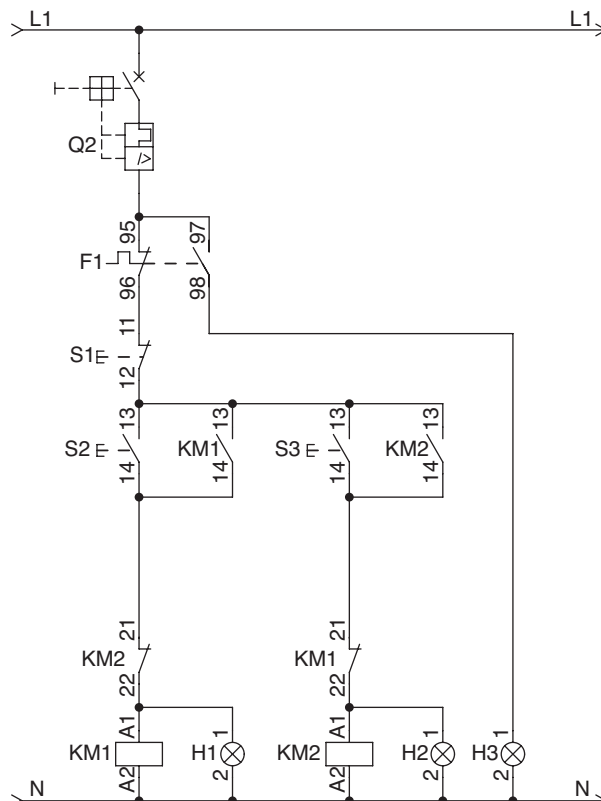 L1 L1
Q2
95 97
F1
96 98
11
S1
12
13 13 13 13
S2 KM1 S3 KM2
14 14 14 14
21 21
KM2 KM1
22 22
A1 1 A1 1 1
KM1 H1 KM2 H2 H3
A2 2 A2 2 2
N N